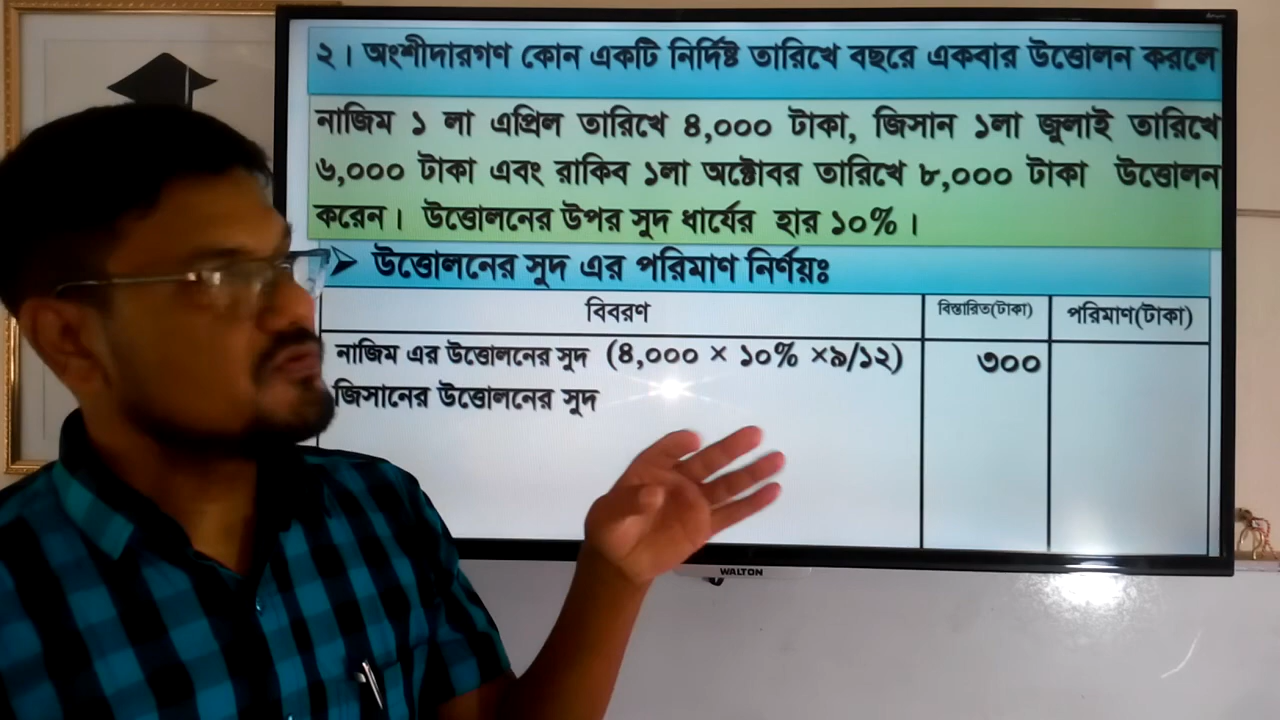 ২। অংশীদারগণ কোন একটি নির্দিষ্ট তারিখে বছরে একবার উত্তোলন করলে
নাজিম ১ লা এপ্রিল তারিখে ৪,০০০ টাকা, জিসান ১লা জুলাই তারিখে
৬,০০০ টাকা এবং রাকিব ১লা অক্টোবর তারিখে ৮,০০০ টাকা উত্তোলন
করেন। উত্তোলনের উপর সুদ ধার্যের হার ১০%।
➢ উত্তোলনের সুদ এর পরিমাণ নির্ণয়ঃ
বিবরণ বিস্তারিত(টাকা) পরিমাণ(টাকা)
নাজিম এর উত্তোলনের সুদ (৪,০০০ × ১০% ×৯/১২) ৩০০
জিসানের উত্তোলনের সুদ
WALTON